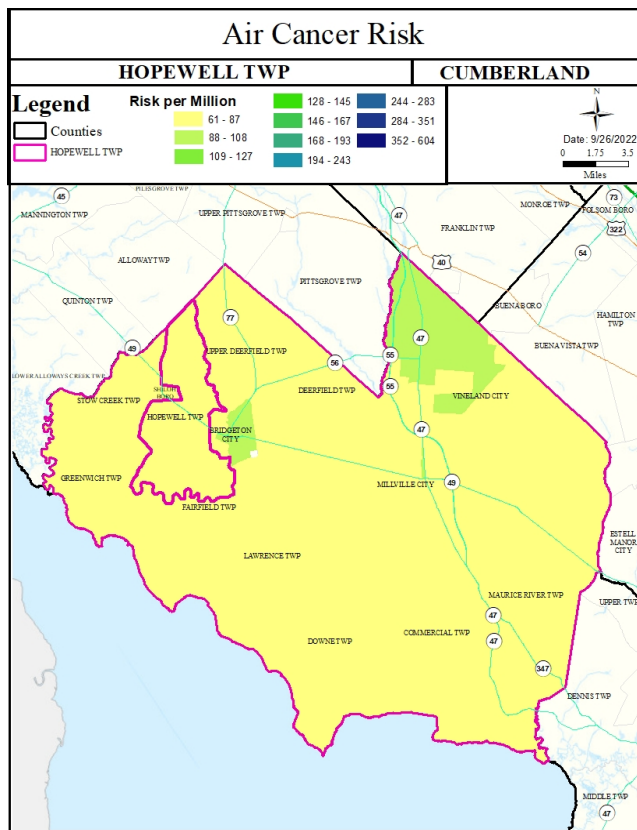 Air Cancer Risk
HOPEWELL TWP
CUMBERLAND
Legend
Counties
HOPEWELL TWP
Risk per Million
61 - 87
88 - 108
109 - 127
128 - 145
146 - 167
168 - 193
194 - 243
244 - 283
284 - 351
352 - 604
N
Date: 9/26/2022
0 1.75 3.5
Miles
PILESGROVE TWP
45
MANNINGTON TWP
UPPER PITTSGROVE TWP
47
FRANKLIN TWP
MONROE TWP
73
FOLSOM BORO
322
54
40
ALLOWAY TWP
PITTSGROVE TWP
QUINTON TWP
BUENA BORO
HAMILTON
TWP
77
47
49
BUENA VISTA TWP
UPPER DEERFIELD TWP
56
55
LOWER ALLOWAYS CREEK TWP
55
DEERFIELD TWP
VINELAND CITY
SHILOH
BORO
STOW CREEK TWP
HOPEWELL TWP
BRIDGETON
CITY
47
GREENWICH TWP
MILLVILLE CITY
49
FAIRFIELD TWP
ESTELL
MANOR
CITY
LAWRENCE TWP
MAURICE RIVER TWP
UPPER TWP
47
COMMERCIAL TWP
DOWNE TWP
47
347
DENNIS TWP
MIDDLE TWP
47